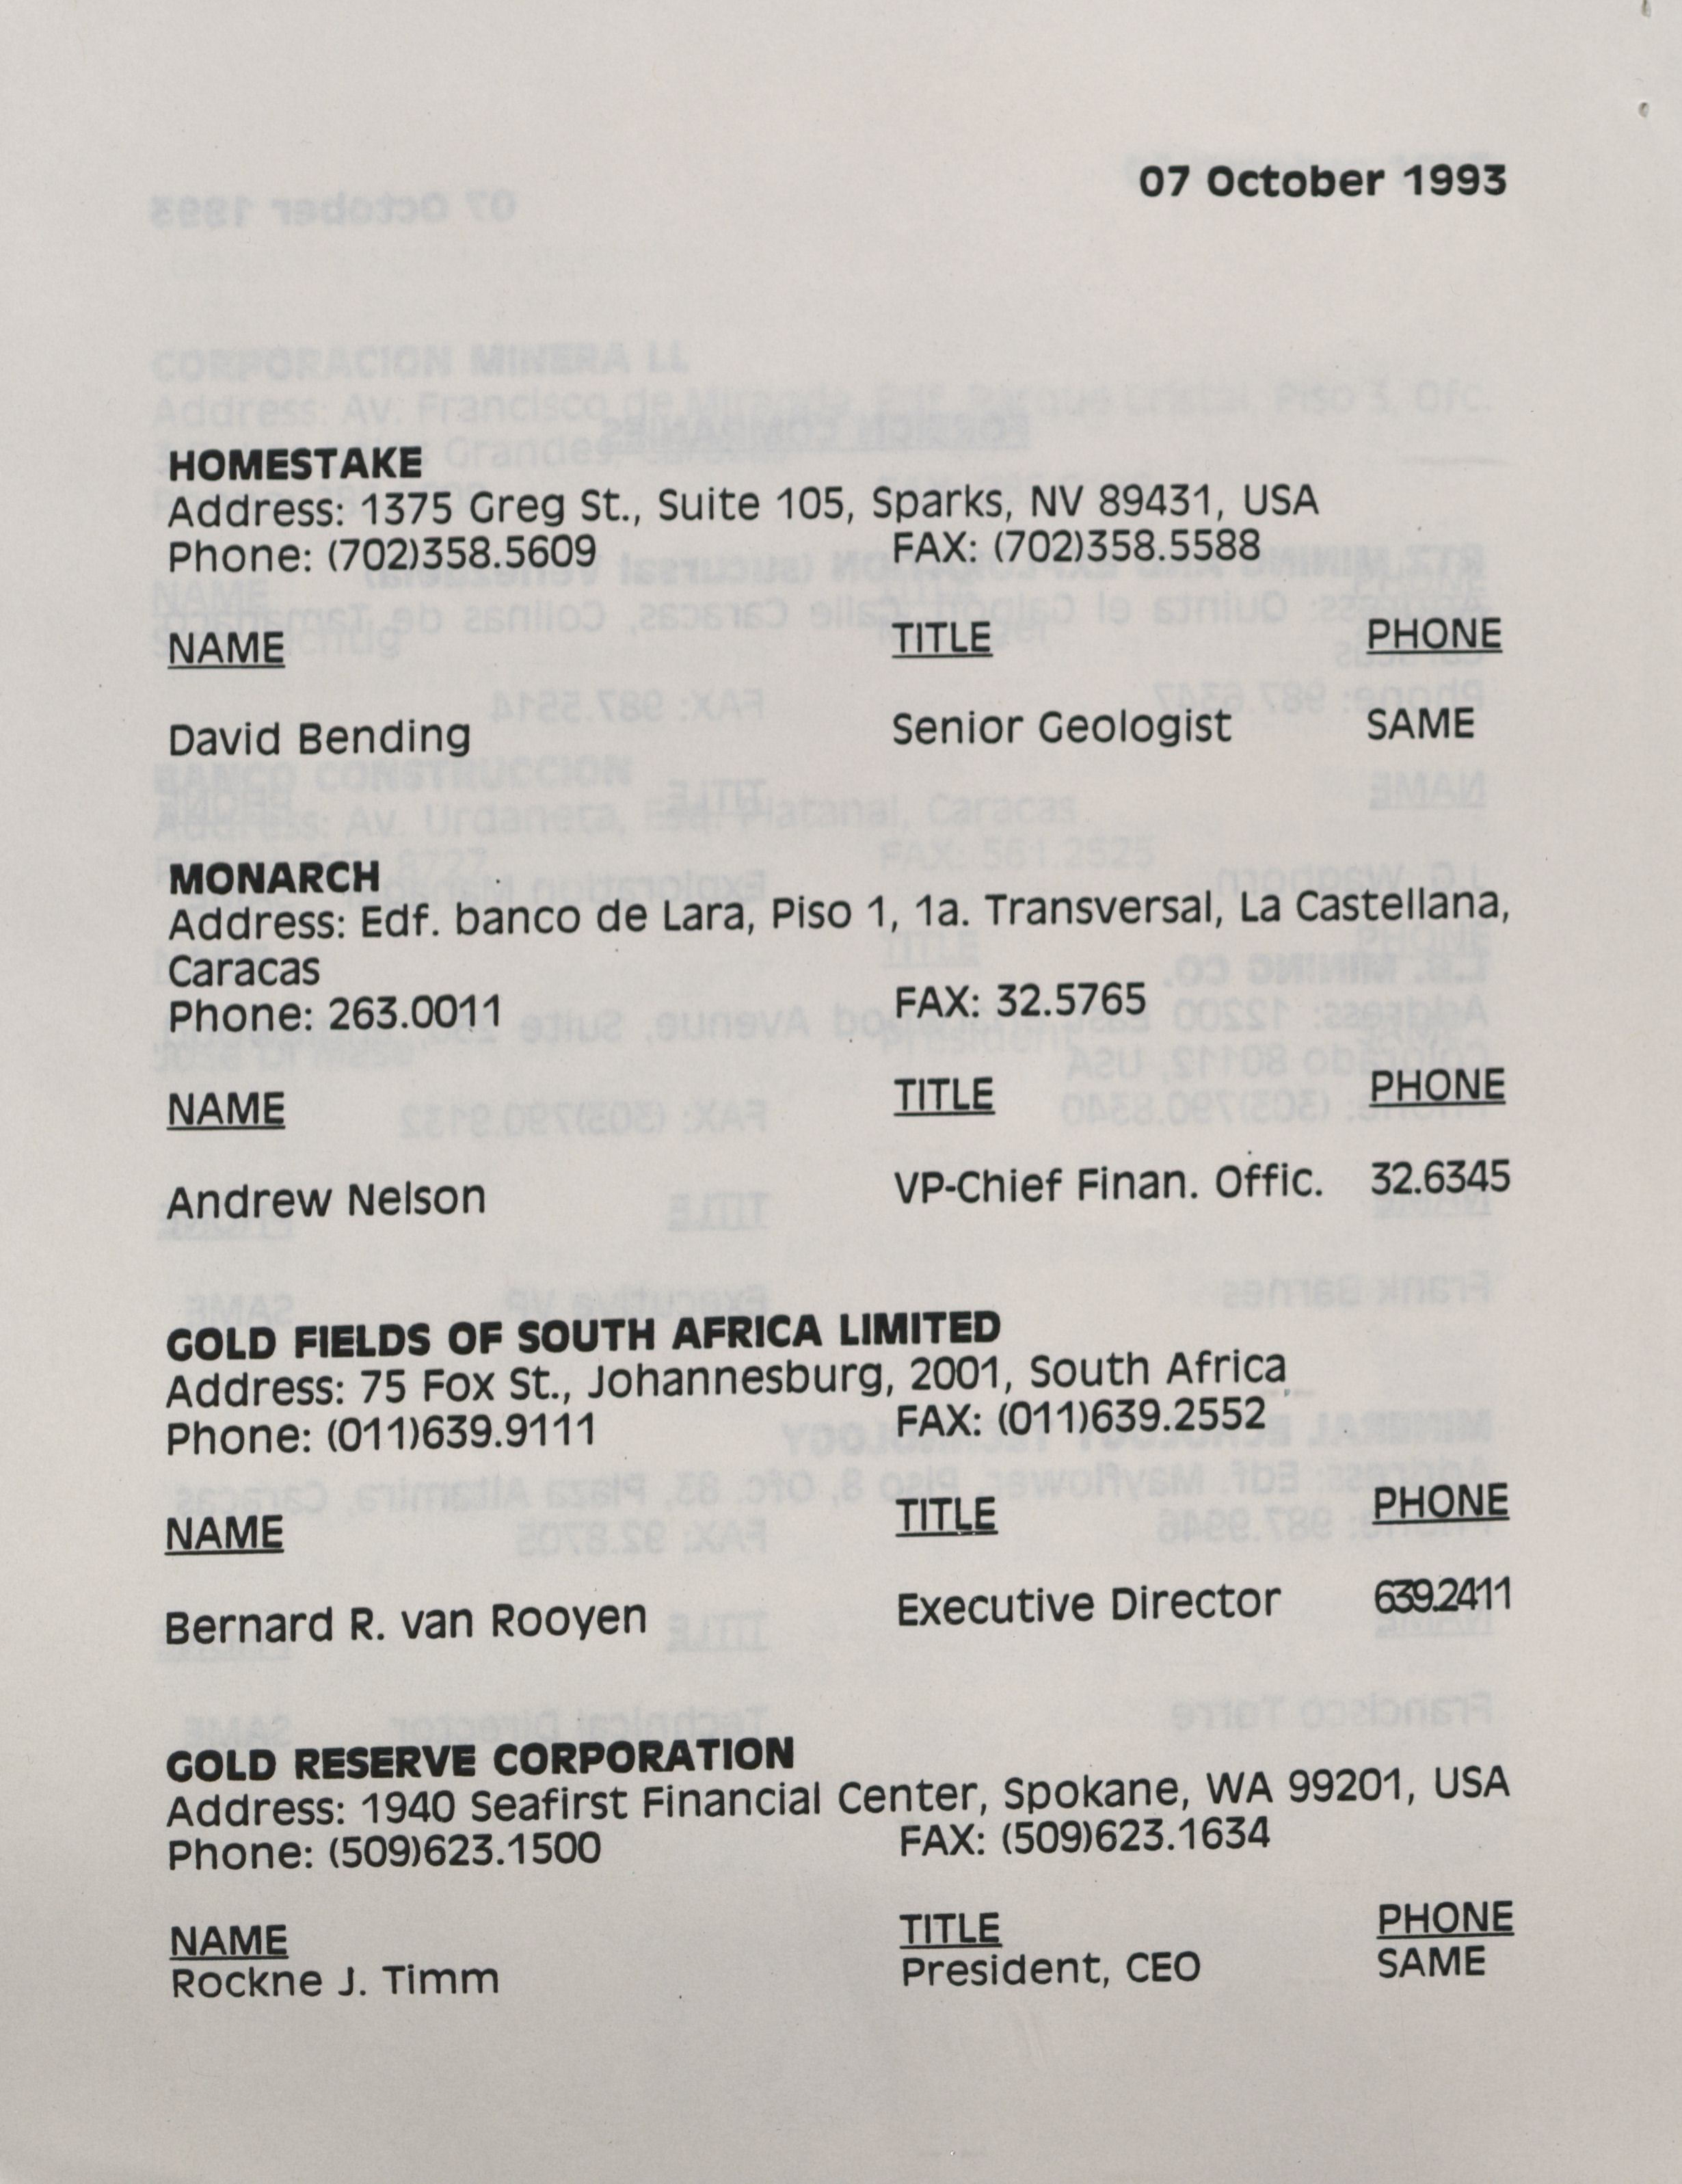 07 October 1993
HOMESTAKE
Address: 1375 Greg St., Suite 105, Sparks, NV 89431, USA
Phone: (702)358.5609 FAX: (702)358.5588
NAME TITLE PHONE
David Bending Senior Geologist SAME
MONARCH
Address: Edf. banco de Lara, Piso 1, 1a. Transversal, La Castellana,
Caracas
Phone: 263.0011 FAX: 32.5765
NAME TITLE PHONE
Andrew Nelson VP-Chief Finan. Offic. 32.6345
GOLD FIELDS OF SOUTH AFRICA LIMITED
Address: 75 Fox St., Johannesburg, 2001, South Africa
Phone: (011)639.9111 FAX: (011)639.2552
NAME TITLE PHONE
Bernard R. van Rooyen Executive Director 639.2411
GOLD RESERVE CORPORATION
Address: 1940 Seafirst Financial Center, Spokane, WA 99201, USA
Phone: (509)623.1500 FAX: (509)623.1634
NAME TITLE PHONE
Rockne J. Timm President, CEO SAME